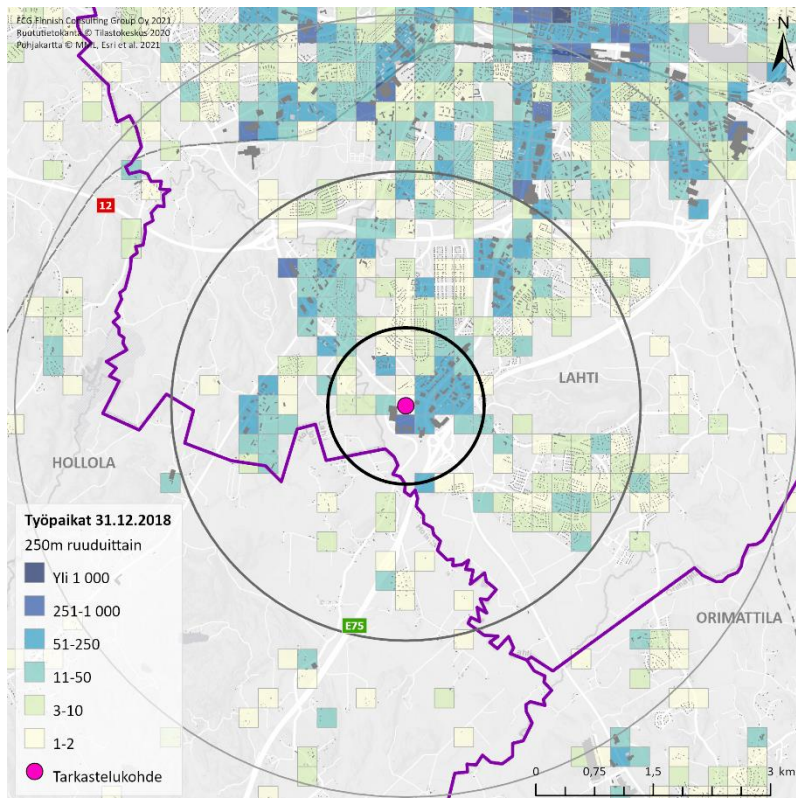 FCG Finnish Consulting Group Oy 2021
Ruututietokanta © Tilastokeskus 2020
Pohjakartta © MML, Esri et al. 2021
N
12
LAHTI
HOLLOLA
Työpaikat 31.12.2018
250m ruuduittain
Yli 1 000
251-1 000
51-250
11-50
3-10
1-2
Tarkastelukohde
E75
ORIMATTILA
0 0,75 1,5 3 km